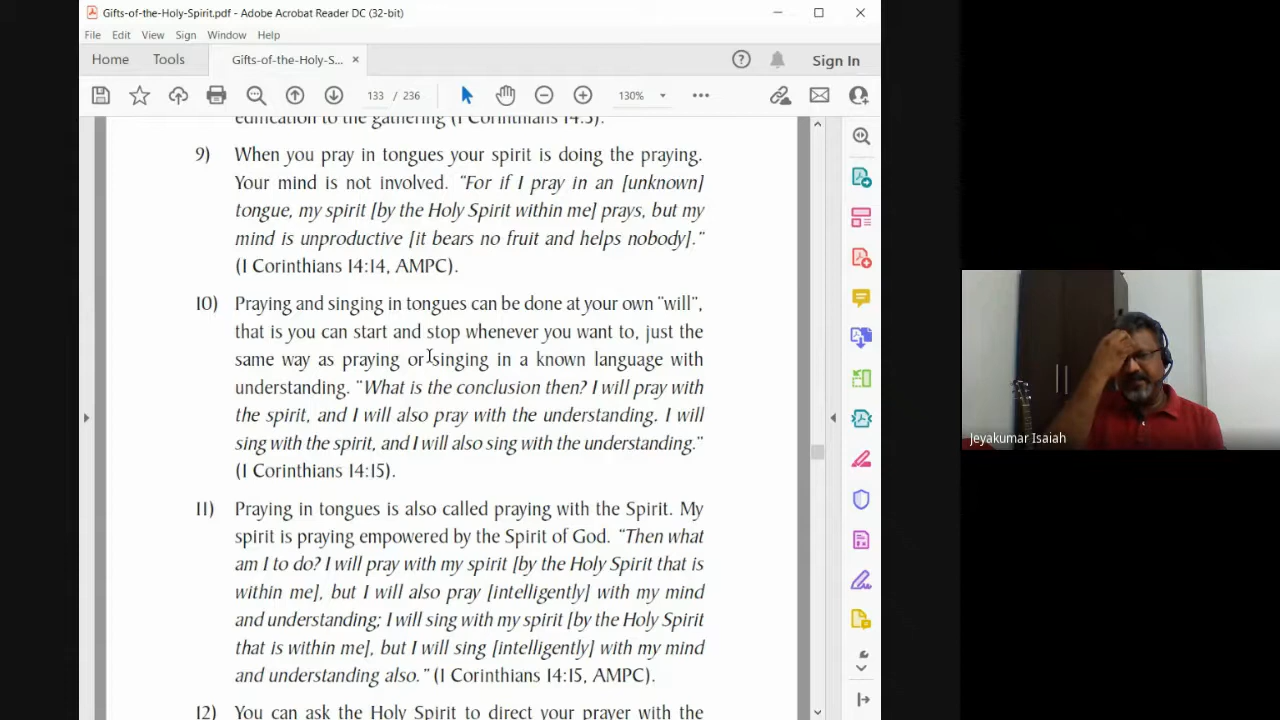 Gifts-of-the-Holy-Spirit.pdf - Adobe Acrobat Reader DC (32-bit)
File Edit View Sign Window Help
Home Tools Gifts-of-the-Holy-S... × Sign In
133 / 236 130%
edification to the gathering (I Corinthians 14:5).
9) When you pray in tongues your spirit is doing the praying.
Your mind is not involved. "For if I pray in an [unknown]
tongue, my spirit [by the Holy Spirit within me] prays, but my
mind is unproductive [it bears no fruit and helps nobody]."
(I Corinthians 14:14, AMPC).
10) Praying and singing in tongues can be done at your own "will",
that is you can start and stop whenever you want to, just the
same way as praying or singing in a known language with
understanding. "What is the conclusion then? I will pray with
the spirit, and I will also pray with the understanding. I will
sing with the spirit, and I will also sing with the understanding."
(I Corinthians 14:15).
11) Praying in tongues is also called praying with the Spirit. My
spirit is praying empowered by the Spirit of God. "Then what
am I to do? I will pray with my spirit [by the Holy Spirit that is
within me], but I will also pray [intelligently] with my mind
and understanding; I will sing with my spirit [by the Holy Spirit
that is within me], but I will sing [intelligently] with my mind
and understanding also." (I Corinthians 14:15, AMPC).
12) You can ask the Holy Spirit to direct your prayer with the
Jeyakumar Isaiah